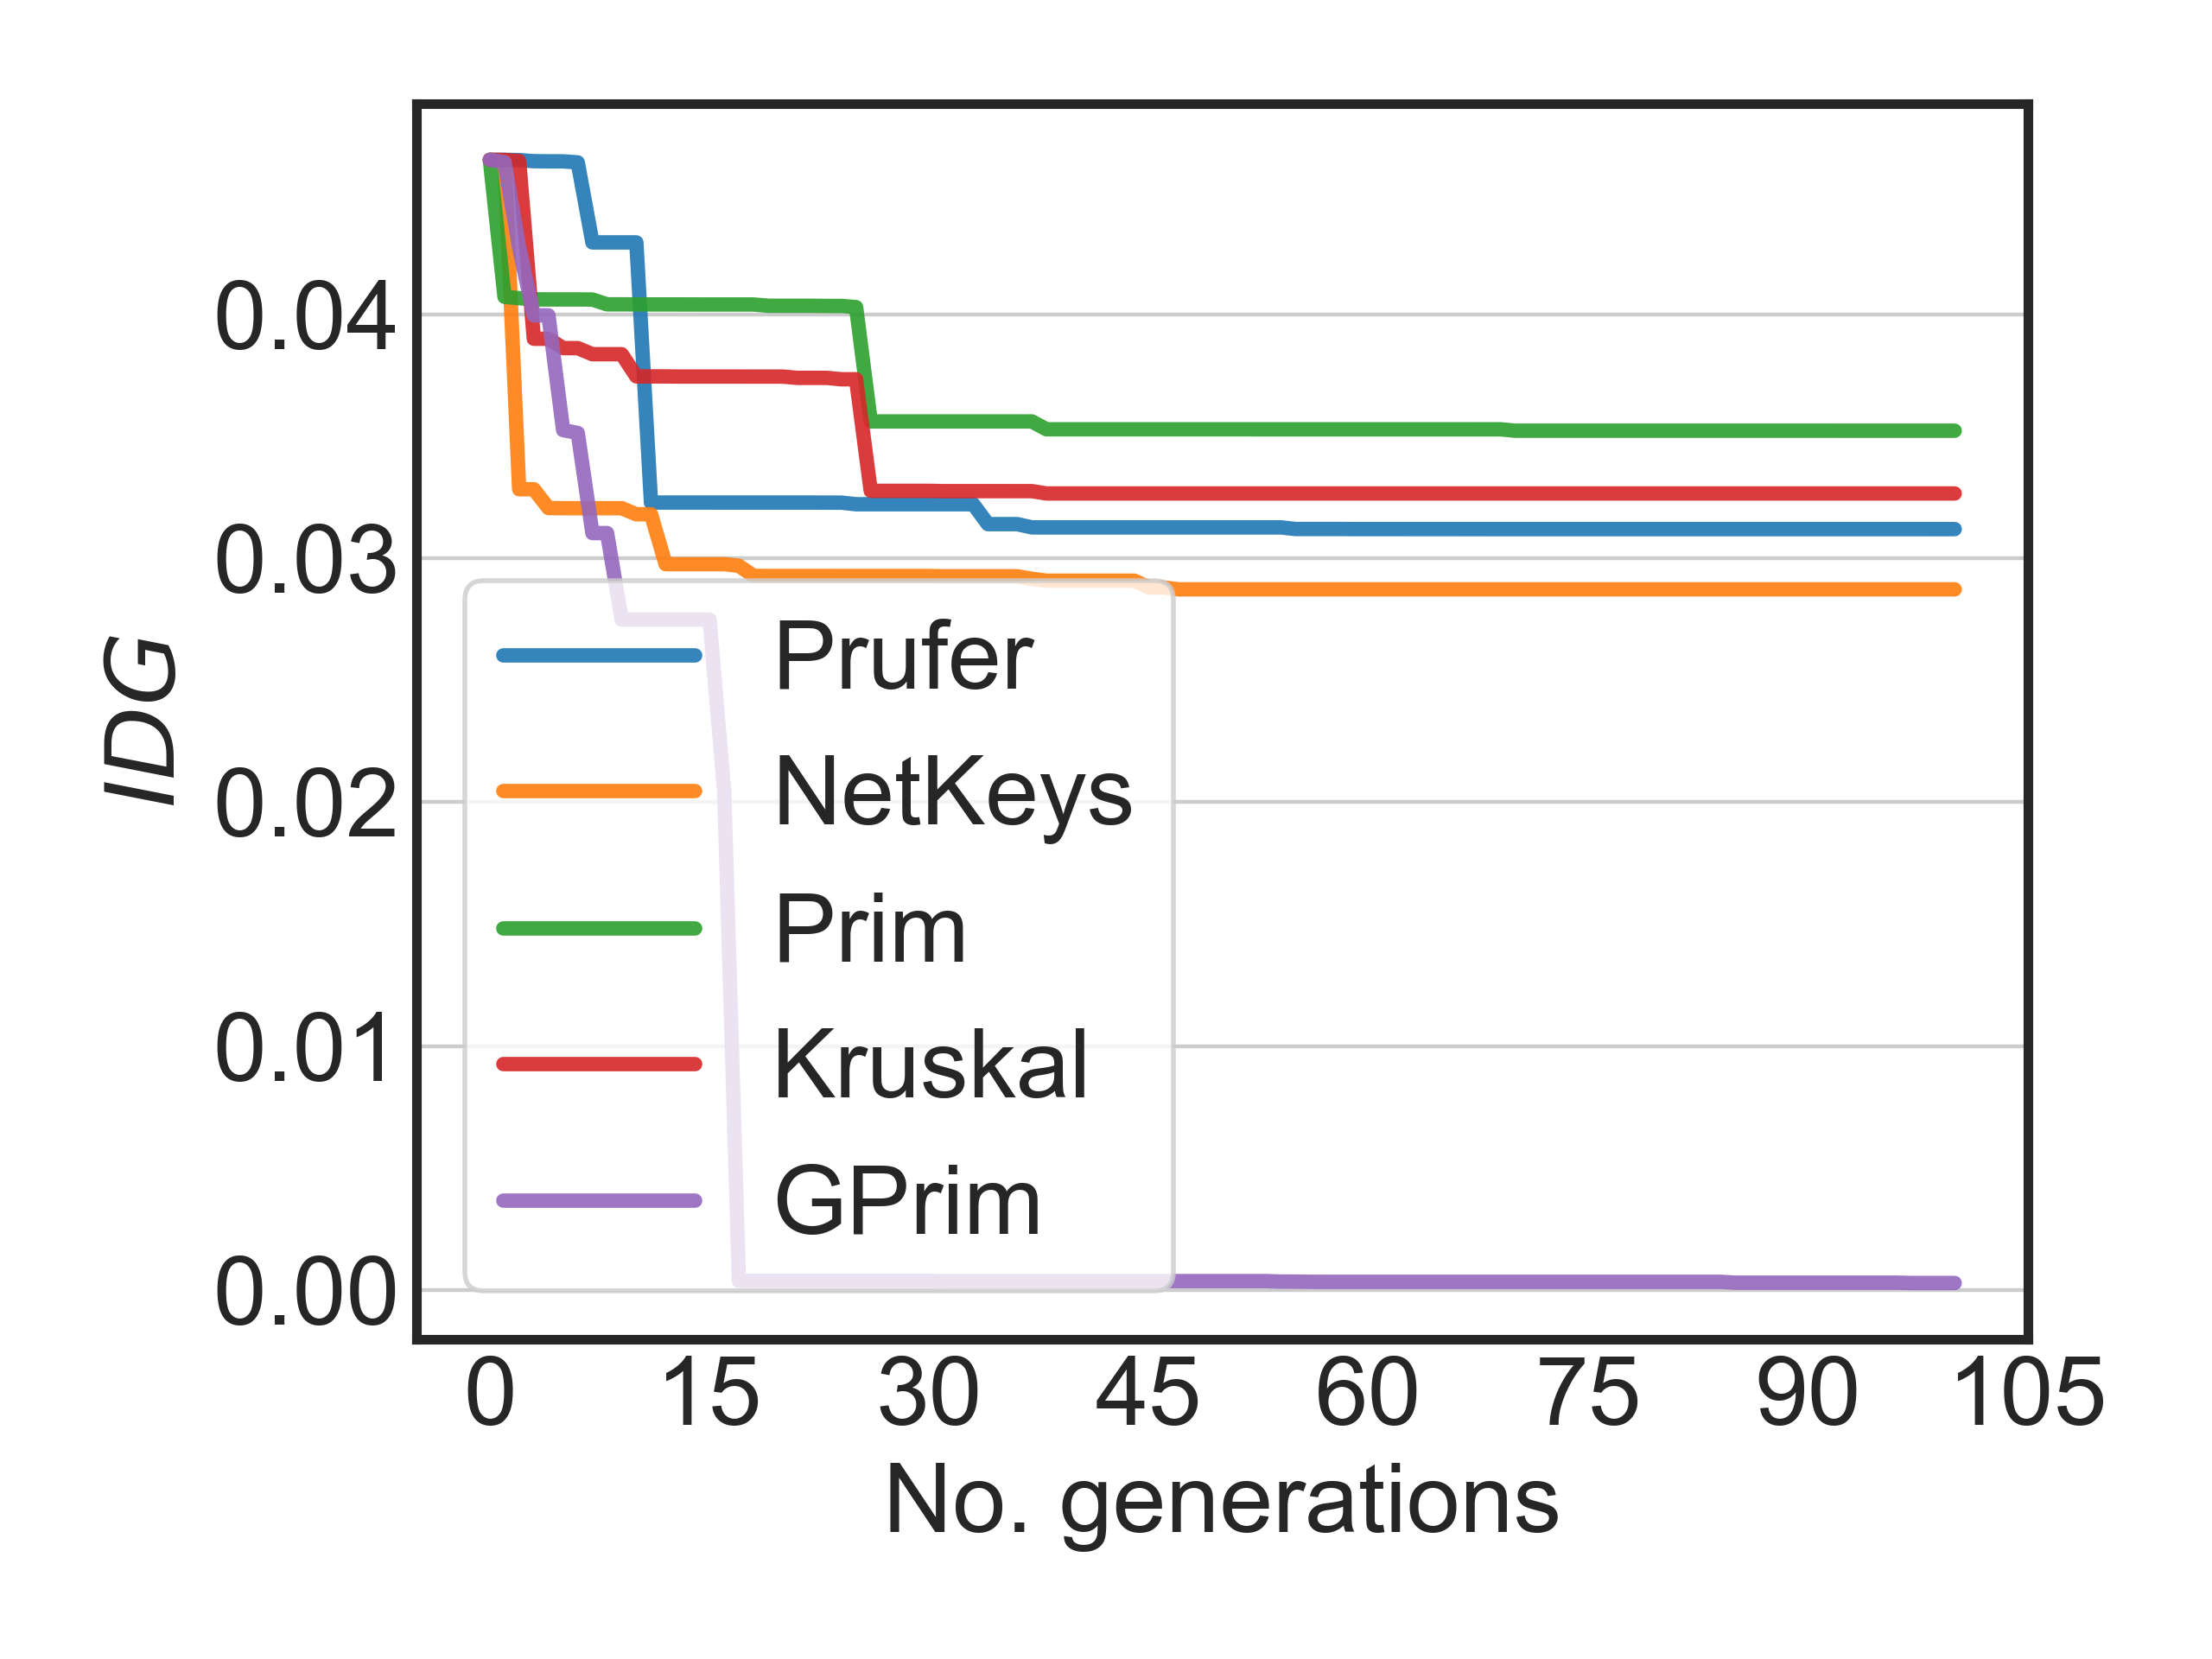 IDG
0.04
0.03
0.02
0.01
0.00
Prufer
NetKeys
Prim
Kruskal
GPrim
0 15 30 45 60 75 90 105
No. generations